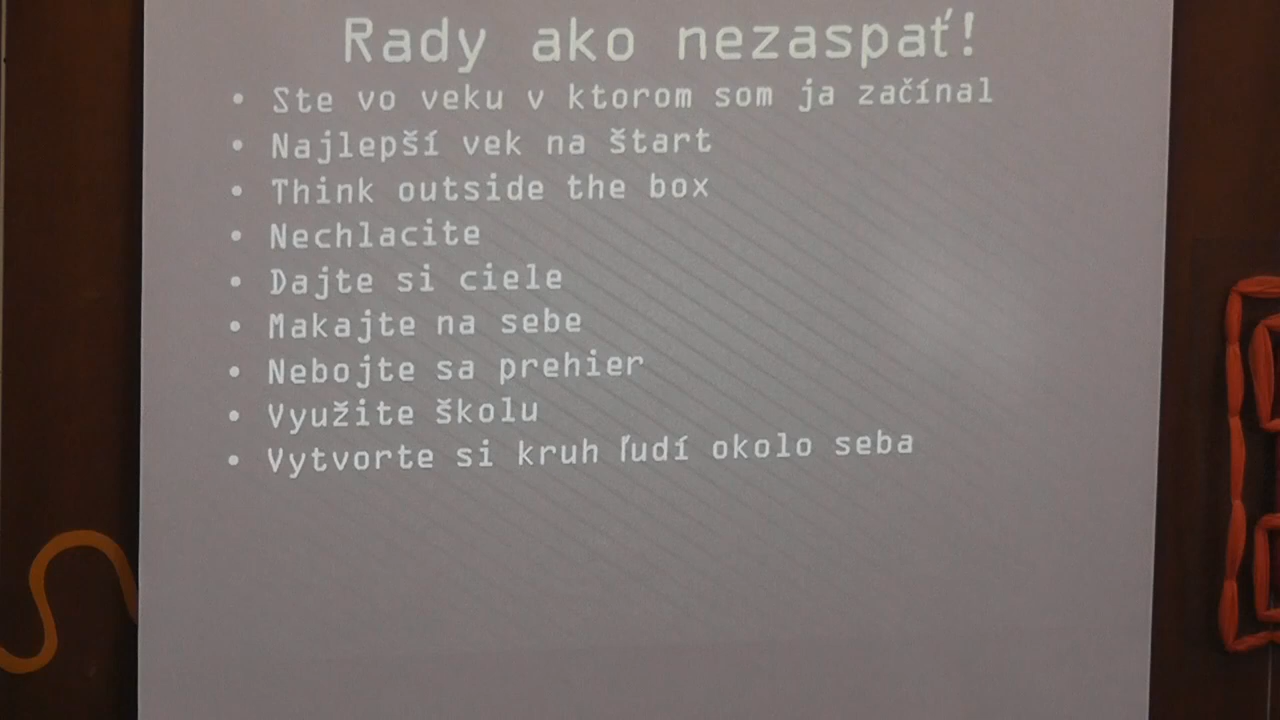 Rady ako nezaspať!
• Ste vo veku v ktorom som ja začínal
• Najlepší vek na štart
• Think outside the box
• Nechlacite
• Dajte si ciele
• Makajte na sebe
• Nebojte sa prehier
• Využite školu
• Vytvorte si kruh ľudí okolo seba